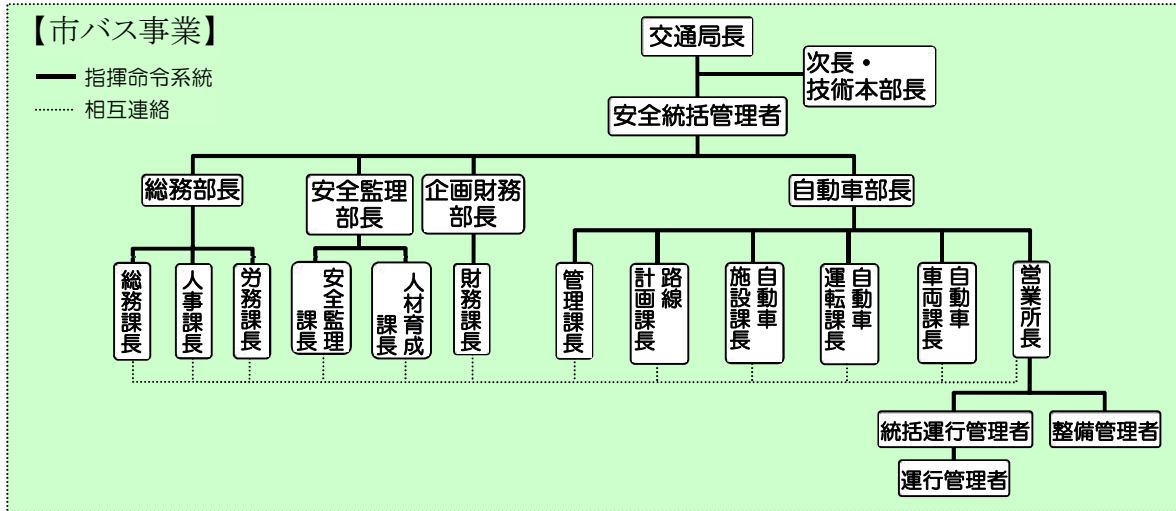 【市バス事業】
指揮命令系統
相互連絡
交通局長
次長・
技術本部長
安全統括管理者
総務部長
安全監理
部長
企画財務
部長
自動車部長
総務課長
人事課長
労務課長
安全監理
課長
人材育成
課長
財務課長
管理課長
路線
計画課長
自動車
施設課長
自動車
運転課長
自動車
車両課長
営業所長
統括運行管理者
整備管理者
運行管理者